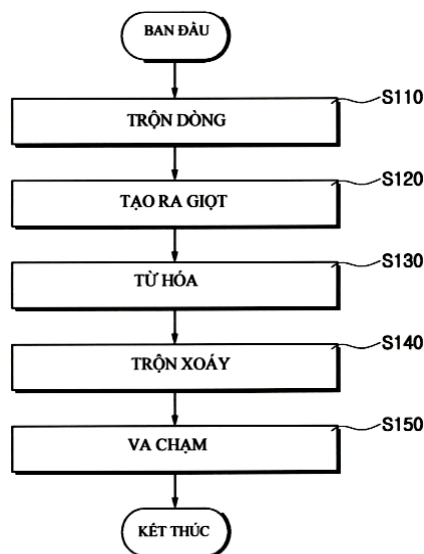 BAN ĐẦU
S110
TRỘN DÒNG
S120
TẠO RA GIỌT
S130
TỪ HÓA
S140
TRỘN XOÁY
S150
VA CHẠM
KẾT THÚC